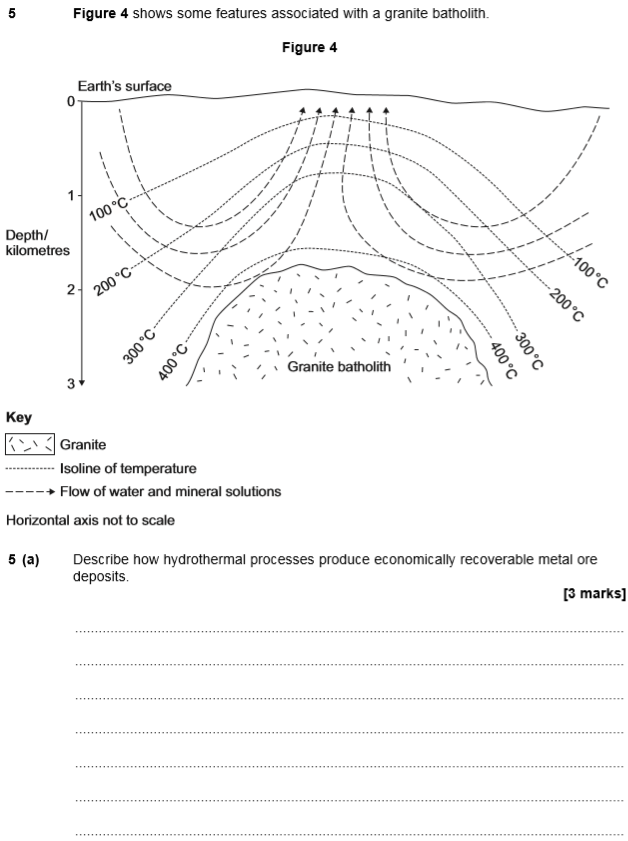 5 Figure 4 shows some features associated with a granite batholith.
Figure 4
Earth's surface
0
1
100°C
Depth/
kilometres
100°C
2
200°C
200°C
300°C
300°C
400°C
400°C
Granite batholith
3
Key
Granite
Isoline of temperature
Flow of water and mineral solutions
Horizontal axis not to scale
5 (a) Describe how hydrothermal processes produce economically recoverable metal ore
deposits.
[3 marks]